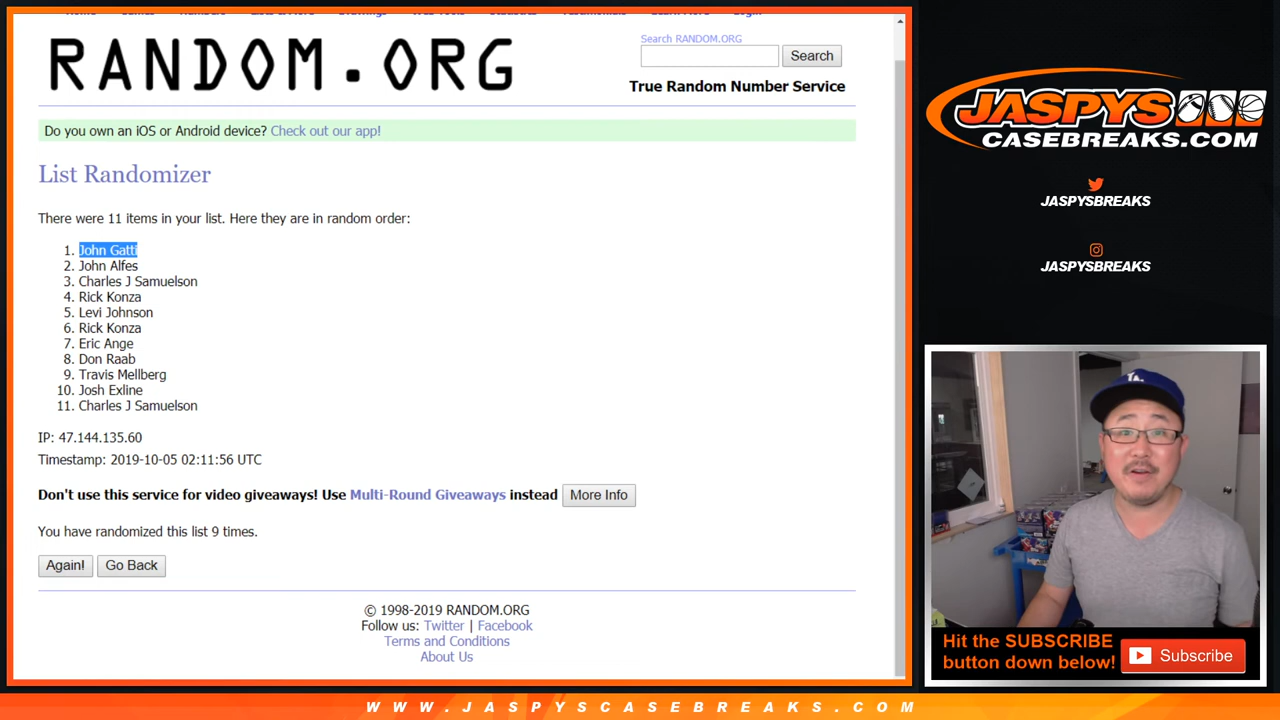 RANDOM.ORG
Search RANDOM.ORG
Search
True Random Number Service
Do you own an iOS or Android device? Check out our app!
List Randomizer
There were 11 items in your list. Here they are in random order:
1. John Gatti
2. John Alfes
3. Charles J Samuelson
4. Rick Konza
5. Levi Johnson
6. Rick Konza
7. Eric Ange
8. Don Raab
9. Travis Mellberg
10. Josh Exline
11. Charles J Samuelson
IP: 47.144.135.60
Timestamp: 2019-10-05 02:11:56 UTC
Don't use this service for video giveaways! Use Multi-Round Giveaways instead More Info
You have randomized this list 9 times.
Again! Go Back
© 1998-2019 RANDOM.ORG
Follow us: Twitter | Facebook
Terms and Conditions
About Us
JASPYS
CASEBREAKS.COM
JASPYSBREAKS
JASPYSBREAKS
Hit the SUBSCRIBE
button down below!
Subscribe
WWW.JASPYSCASEBREAKS.COM